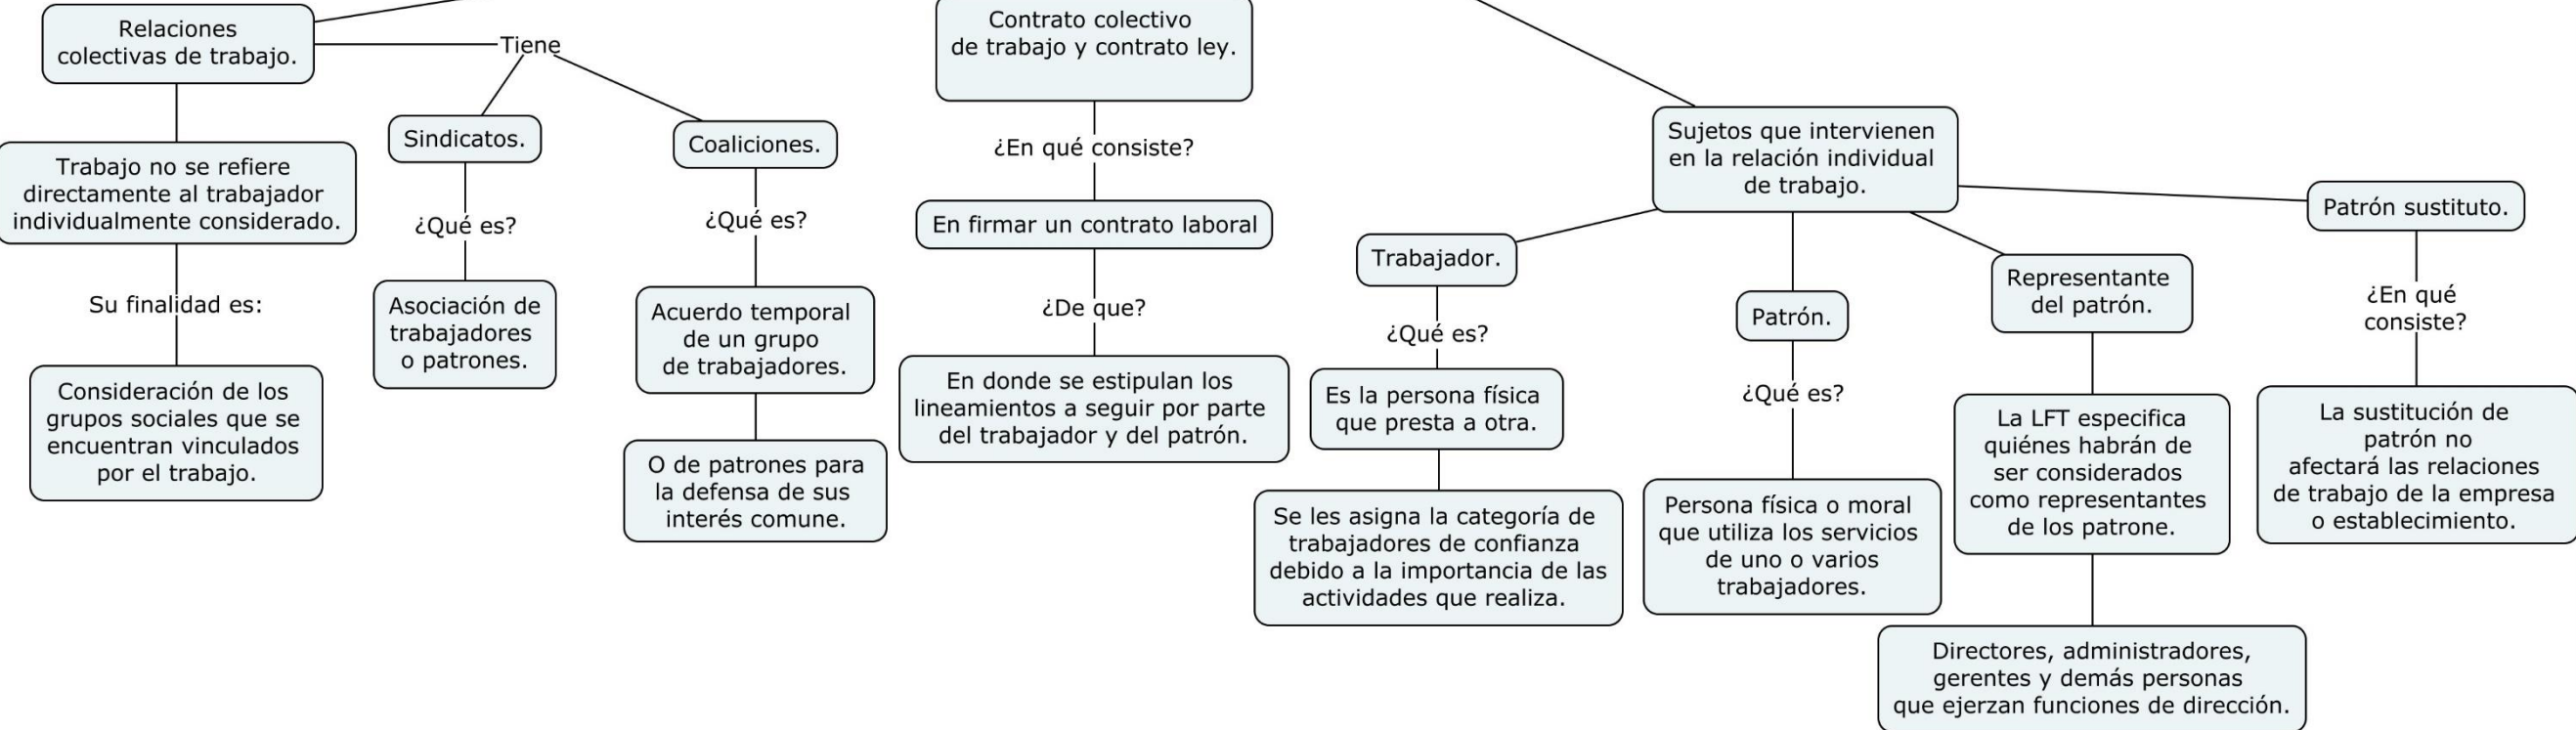 Relaciones
colectivas de trabajo.
Tiene
Trabajo no se refiere
directamente al trabajador
individualmente considerado.
Su finalidad es:
Consideración de los
grupos sociales que se
encuentran vinculados
por el trabajo.
Sindicatos.
¿Qué es?
Asociación de
trabajadores
o patrones.
Coaliciones.
¿Qué es?
Acuerdo temporal
de un grupo
de trabajadores.
O de patrones para
la defensa de sus
interés comune.
Contrato colectivo
de trabajo y contrato ley.
¿En qué consiste?
En firmar un contrato laboral
¿De que?
En donde se estipulan los
lineamientos a seguir por parte
del trabajador y del patrón.
Sujetos que intervienen
en la relación individual
de trabajo.
Trabajador.
¿Qué es?
Es la persona física
que presta a otra.
Se les asigna la categoría de
trabajadores de confianza
debido a la importancia de las
actividades que realiza.
Patrón.
¿Qué es?
Persona física o moral
que utiliza los servicios
de uno o varios
trabajadores.
Representante
del patrón.
La LFT especifica
quiénes habrán de
ser considerados
como representantes
de los patrone.
Directores, administradores,
gerentes y demás personas
que ejerzan funciones de dirección.
Patrón sustituto.
¿En qué
consiste?
La sustitución de
patrón no
afectará las relaciones
de trabajo de la empresa
o establecimiento.